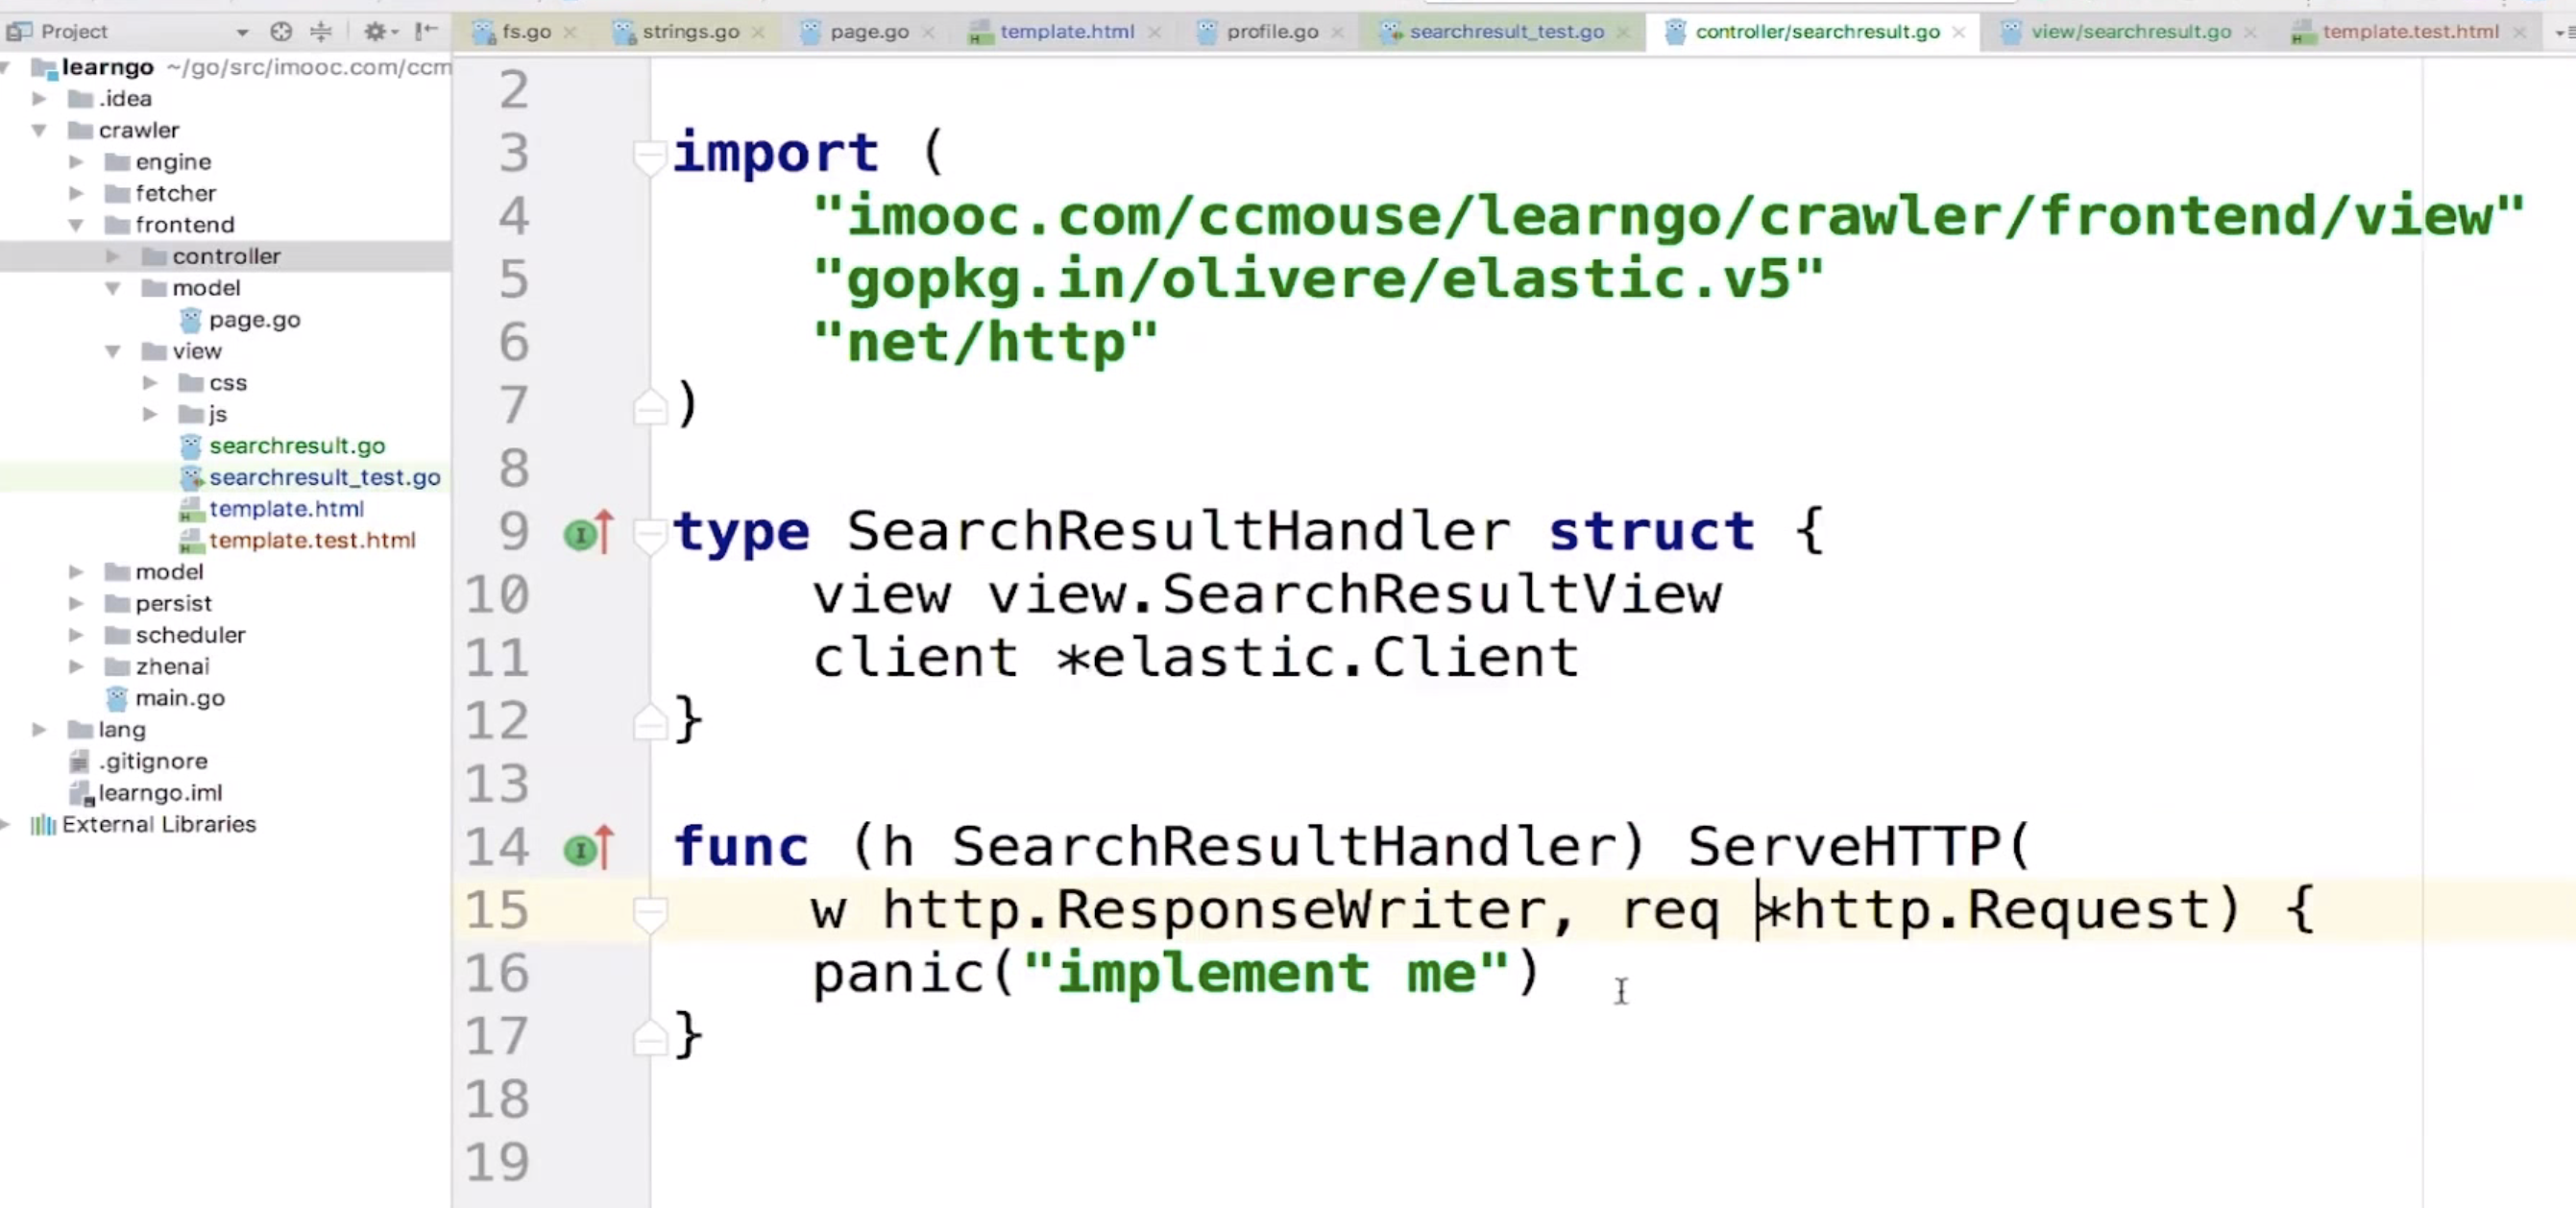 Project
fs.go
strings.go
page.go
template.html
profile.go
searchresult_test.go
controller/searchresult.go
view/searchresult.go
template.test.html
learngo ~/go/src/imooc.com/ccm
.idea
crawler
engine
fetcher
frontend
controller
model
page.go
view
css
js
searchresult.go
searchresult_test.go
template.html
template.test.html
model
persist
scheduler
zhenai
main.go
lang
.gitignore
learngo.iml
External Libraries
2
3 import (
4 "imooc.com/ccmouse/learngo/crawler/frontend/view"
5 "gopkg.in/olivere/elastic.v5"
6 "net/http"
7 )
8
9 type SearchResultHandler struct {
10 view view.SearchResultView
11 client *elastic.Client
12 }
13
14 func (h SearchResultHandler) ServeHTTP(
15 w http.ResponseWriter, req *http.Request) {
16 panic("implement me")
17 }
18
19